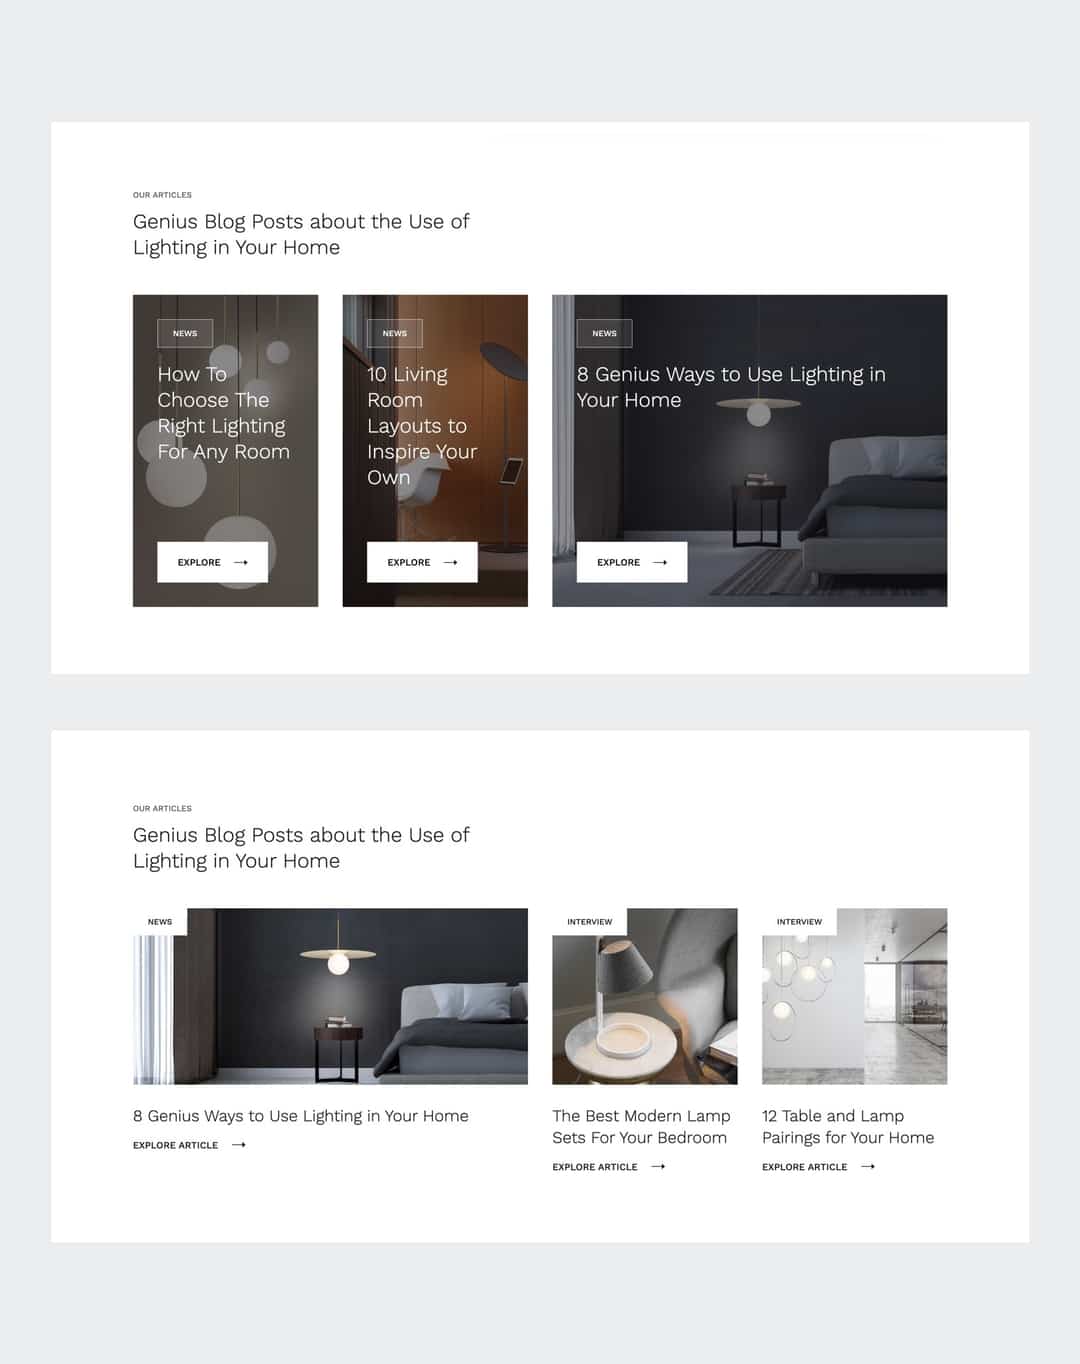 OUR ARTICLES
Genius Blog Posts about the Use of
Lighting in Your Home
NEWS
How To
Choose The
Right Lighting
For Any Room
EXPLORE
NEWS
10 Living
Room
Layouts to
Inspire Your
Own
EXPLORE
NEWS
8 Genius Ways to Use Lighting in
Your Home
EXPLORE
OUR ARTICLES
Genius Blog Posts about the Use of
Lighting in Your Home
NEWS
8 Genius Ways to Use Lighting in Your Home
EXPLORE ARTICLE
INTERVIEW
The Best Modern Lamp
Sets For Your Bedroom
EXPLORE ARTICLE
INTERVIEW
12 Table and Lamp
Pairings for Your Home
EXPLORE ARTICLE